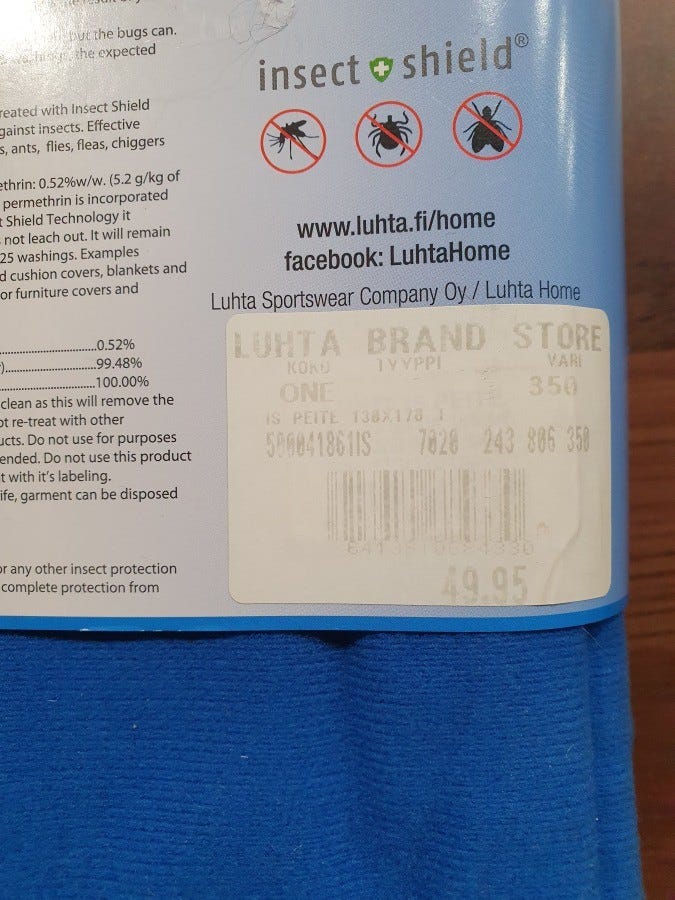 but the bugs can.
the expected
insect shield®
reated with Insect Shield
gainst insects. Effective
s, ants, flies, fleas, chiggers
ethrin: 0.52%w/w. (5.2 g/kg of
permethrin is incorporated
t Shield Technology it
not leach out. It will remain
25 washings. Examples
d cushion covers, blankets and
or furniture covers and
www.luhta.fi/home
facebook: LuhtaHome
Luhta Sportswear Company Oy / Luhta Home
0.52%
)...99.48%
100.00%
clean as this will remove the
ot re-treat with other
ucts. Do not use for purposes
ended. Do not use this product
t with it's labeling.
ife, garment can be disposed
or any other insect protection
complete protection from
LUHTA BRAND STORE
KOKO TYYPPI VARI
ONE 350
IS PEITE 138X178
7020 243 806 350
49.95